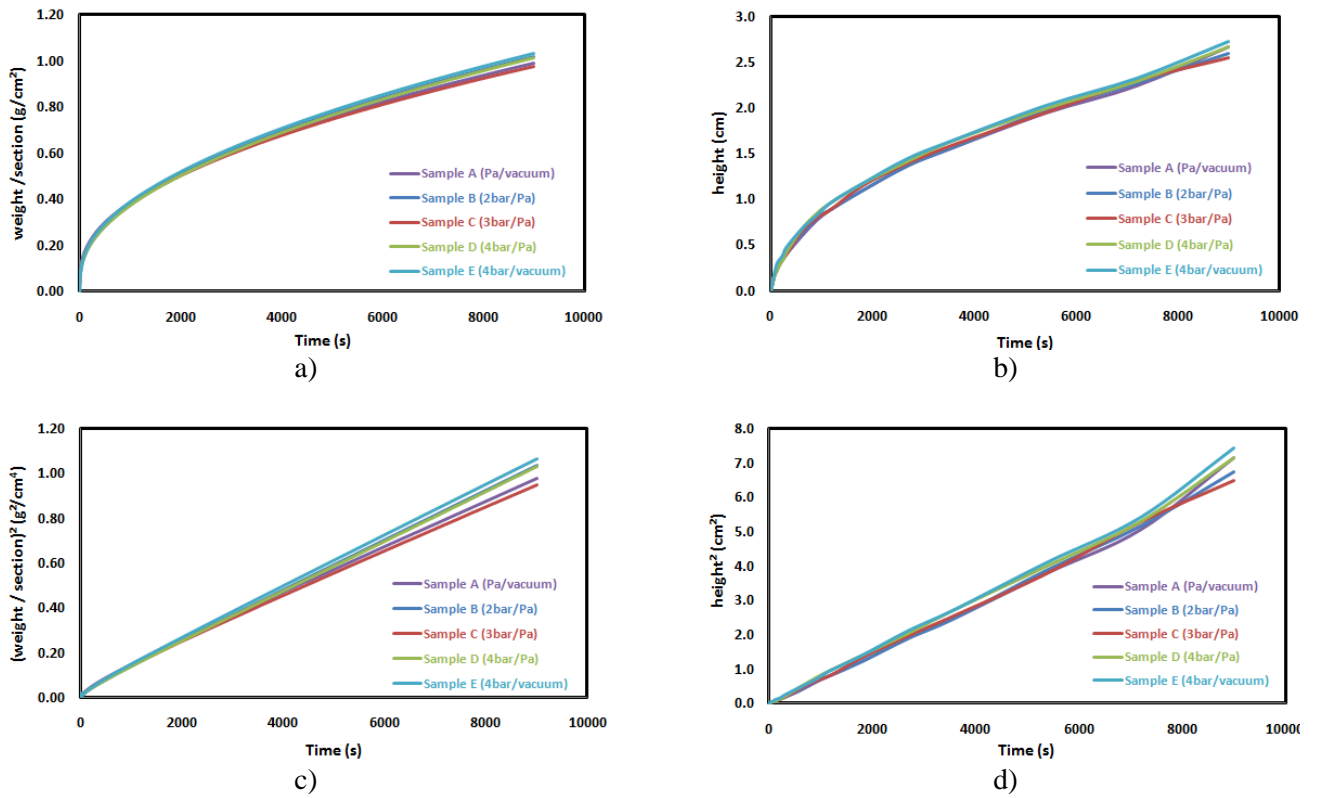 1.20
1.00
0.80
0.60
0.40
0.20
0.00
weight /section (g/cm²)
Sample A (Pa/vacuum)
Sample B (2bar/Pa)
Sample C (3bar/Pa)
Sample D (4bar/Pa)
Sample E (4bar/vacuum)
0 2000 4000 6000 8000 10000
Time (s)
a)
3.0
2.5
2.0
1.5
1.0
0.5
0.0
height (cm)
Sample A (Pa/vacuum)
Sample B (2bar/Pa)
Sample C (3bar/Pa)
Sample D (4bar/Pa)
Sample E (4bar/vacuum)
0 2000 4000 6000 8000 10000
Time (s)
b)
1.20
1.00
0.80
0.60
0.40
0.20
0.00
(weight / section)² (g²/cm⁴)
Sample A (Pa/vacuum)
Sample B (2bar/Pa)
Sample C (3bar/Pa)
Sample D (4bar/Pa)
Sample E (4bar/vacuum)
0 2000 4000 6000 8000 10000
Time (s)
c)
8.0
7.0
6.0
5.0
4.0
3.0
2.0
1.0
0.0
height² (cm²)
Sample A (Pa/vacuum)
Sample B (2bar/Pa)
Sample C (3bar/Pa)
Sample D (4bar/Pa)
Sample E (4bar/vacuum)
0 2000 4000 6000 8000
Time (s)
d)